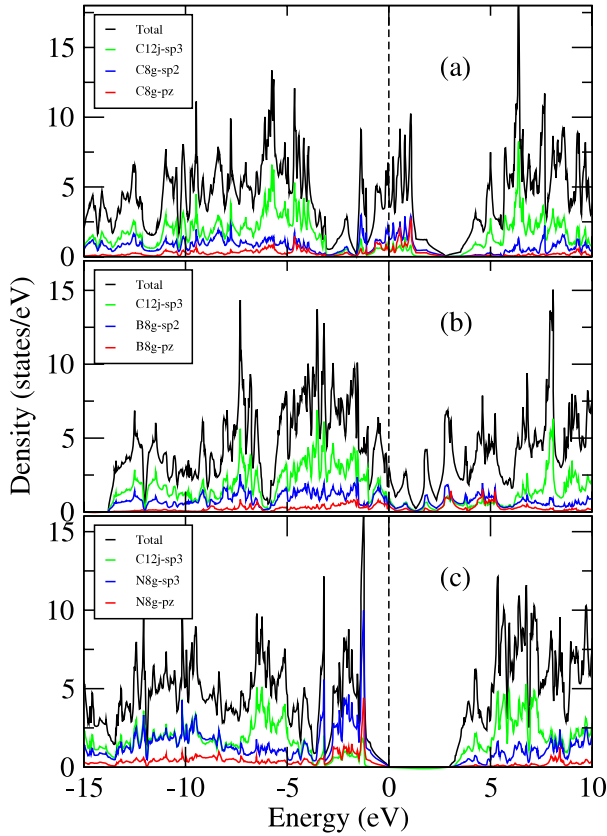 15
10
5
0
Total
C12j-sp3
C8g-sp2
C8g-pz
(a)
15
10
5
0
Total
C12j-sp3
B8g-sp2
B8g-pz
(b)
15
10
5
0
Total
C12j-sp3
N8g-sp3
N8g-pz
(c)
Density (states/eV)
-15 -10 -5 0 5 10
Energy (eV)